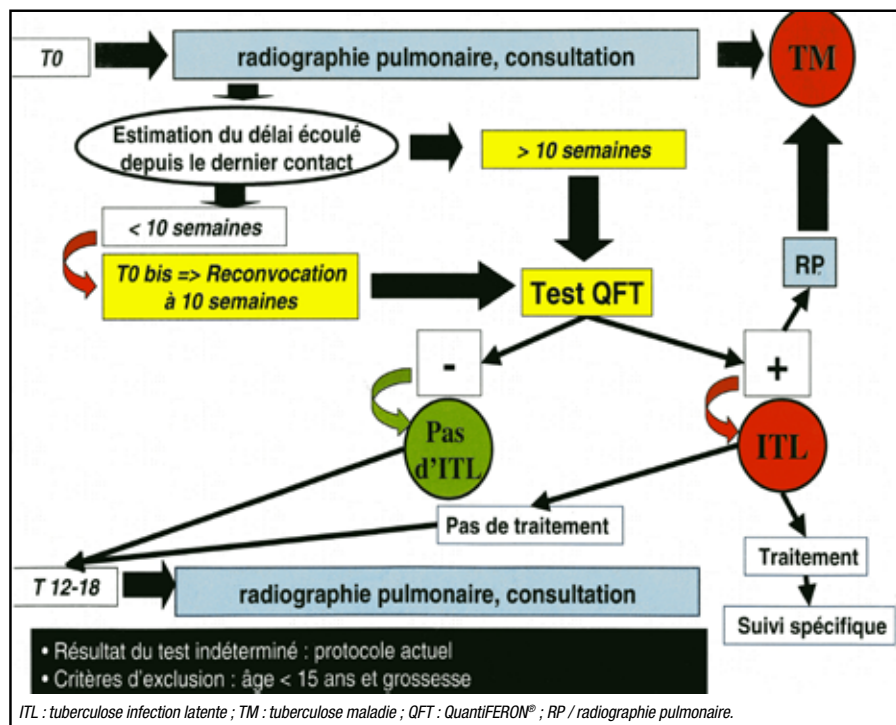 T0
radiographie pulmonaire, consultation
TM
Estimation du délai écoulé
depuis le dernier contact
> 10 semaines
< 10 semaines
T0 bis => Reconvocation
à 10 semaines
Test QFT
RP
-
+
Pas
d'ITL
ITL
Pas de traitement
Traitement
T 12-18
radiographie pulmonaire, consultation
Suivi spécifique
• Résultat du test indéterminé : protocole actuel
• Critères d'exclusion : âge < 15 ans et grossesse
ITL : tuberculose infection latente ; TM : tuberculose maladie ; QFT : QuantiFERON® ; RP / radiographie pulmonaire.